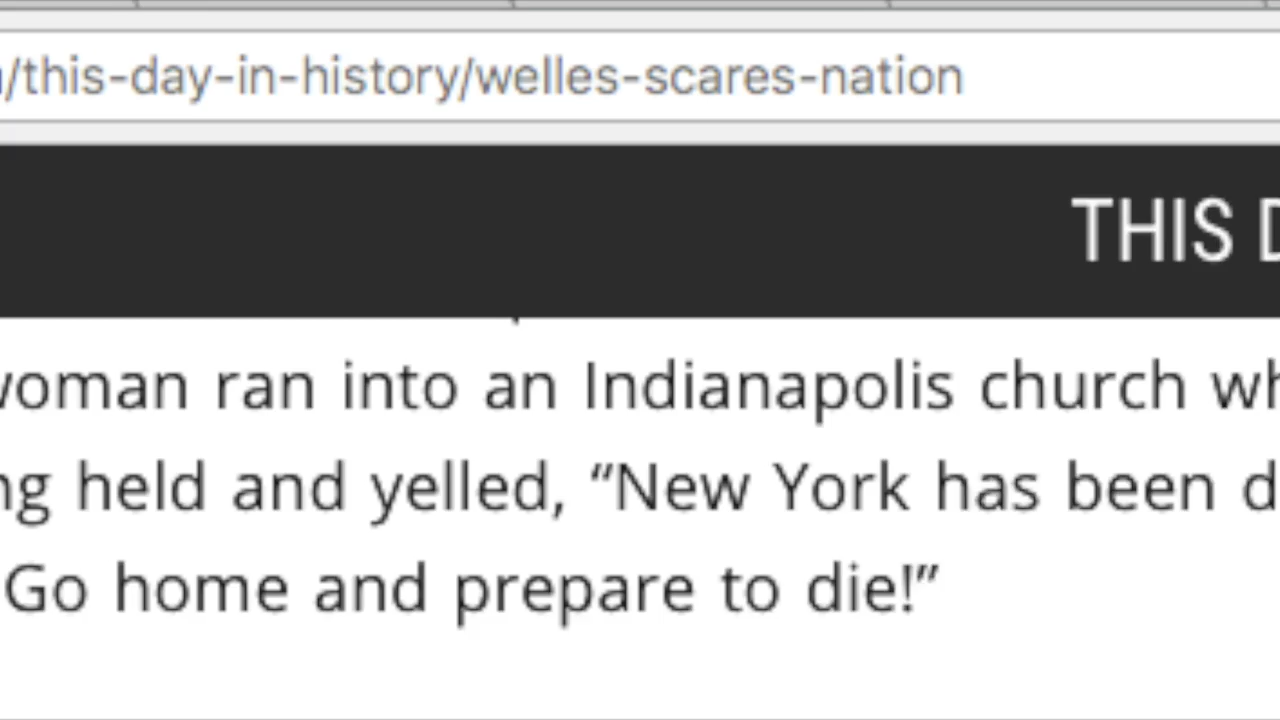 /this-day-in-history/welles-scares-nation
THIS
woman ran into an Indianapolis church
held and yelled, “New York has been
Go home and prepare to die!”